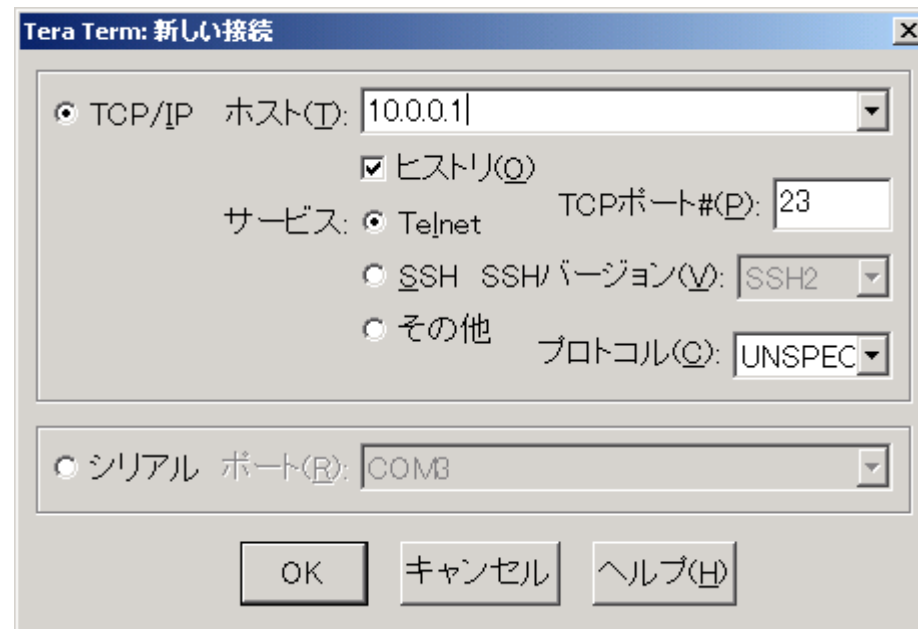 Tera Term: 新しい接続
TCP/IP ホスト(T): 10.0.0.1
ヒストリ(O)
サービス: Telnet TCPポート#(P): 23
SSH SSHバージョン(V): SSH2
その他 プロトコル(C): UNSPEC
シリアル ポート(R): COM3
OK キャンセル ヘルプ(H)